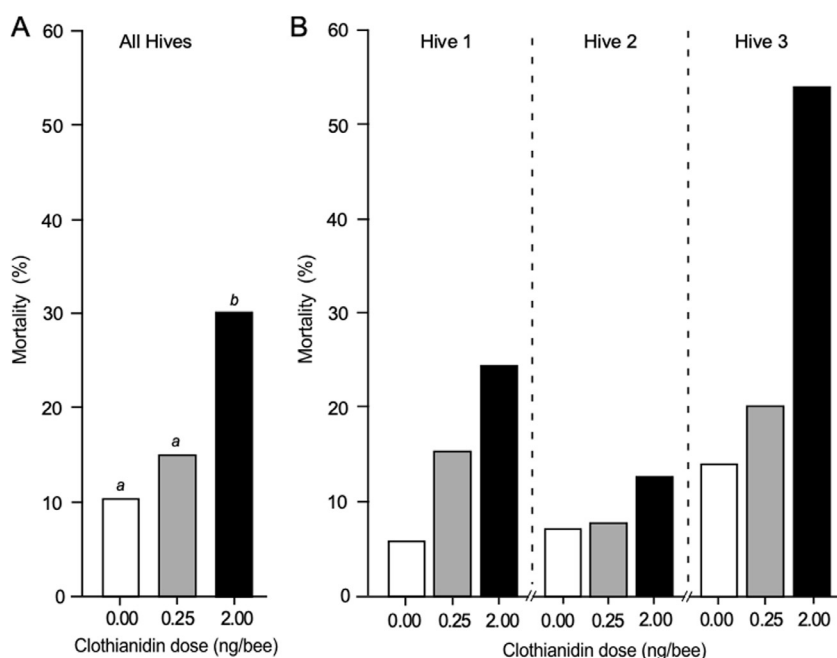 A
All Hives
Mortality (%)
60
50
40
30
20
10
0
a
a
b
0.00 0.25 2.00
Clothianidin dose (ng/bee)
B
Hive 1 Hive 2 Hive 3
Mortality (%)
60
50
40
30
20
10
0
0.00 0.25 2.00 0.00 0.25 2.00 0.00 0.25 2.00
Clothianidin dose (ng/bee)